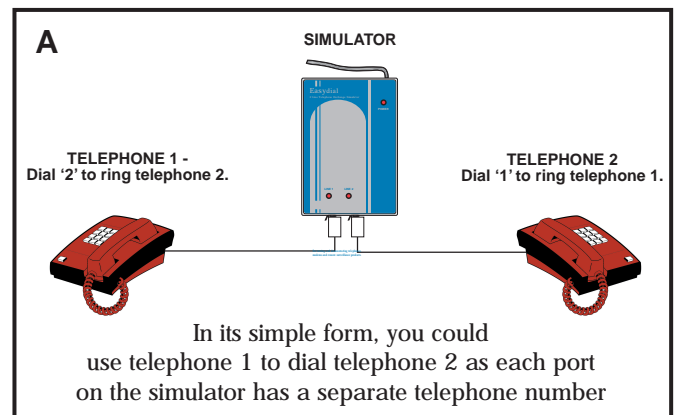 A
SIMULATOR
Easydial
TELEPHONE 1 -
Dial ‘2’ to ring telephone 2.
TELEPHONE 2
Dial ‘1’ to ring telephone 1.
In its simple form, you could
use telephone 1 to dial telephone 2 as each port
on the simulator has a separate telephone number